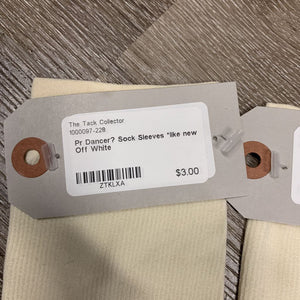 The Tack Collector
1000097-228
Pr Dancer? Sock Sleeves *like new
Off White
ZTKLXA
$3.00